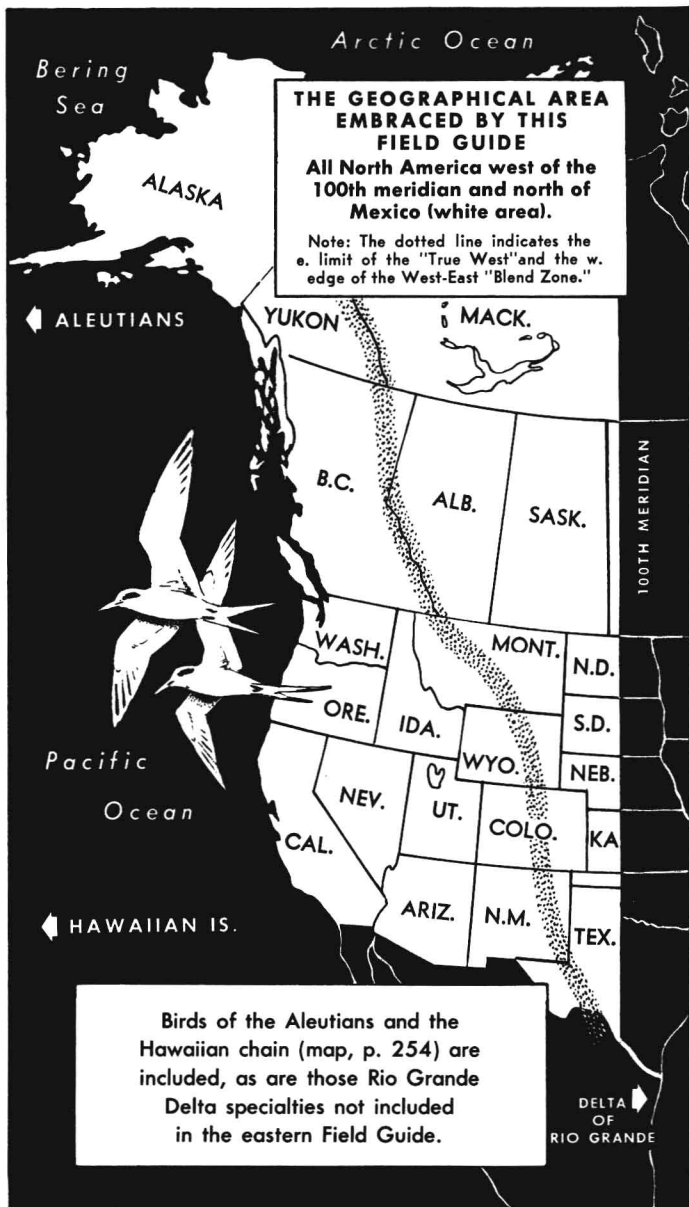 Arctic Ocean
Bering
Sea
THE GEOGRAPHICAL AREA
EMBRACED BY THIS
FIELD GUIDE
All North America west of the
100th meridian and north of
Mexico (white area).
Note: The dotted line indicates the
e. limit of the "True West"and the w.
edge of the West-East "Blend Zone."
ALASKA
ALEUTIANS
YUKON
MACK.
B.C.
ALB.
SASK.
100TH MERIDIAN
WASH.
MONT.
N.D.
ORE.
IDA.
S.D.
WYO.
NEB.
Pacific
Ocean
NEV.
UT.
COLO.
KA
CAL.
ARIZ.
N.M.
TEX.
HAWAIIAN IS.
Birds of the Aleutians and the
Hawaiian chain (map, p. 254) are
included, as are those Rio Grande
Delta specialties not included
in the eastern Field Guide.
DELTA
OF
RIO GRANDE